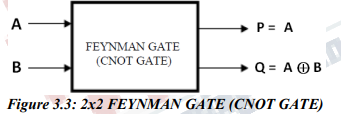 A
P = A
FEYNMAN GATE
(CNOT GATE)
B
Q = A ⊕ B
Figure 3.3: 2x2 FEYNMAN GATE (CNOT GATE)